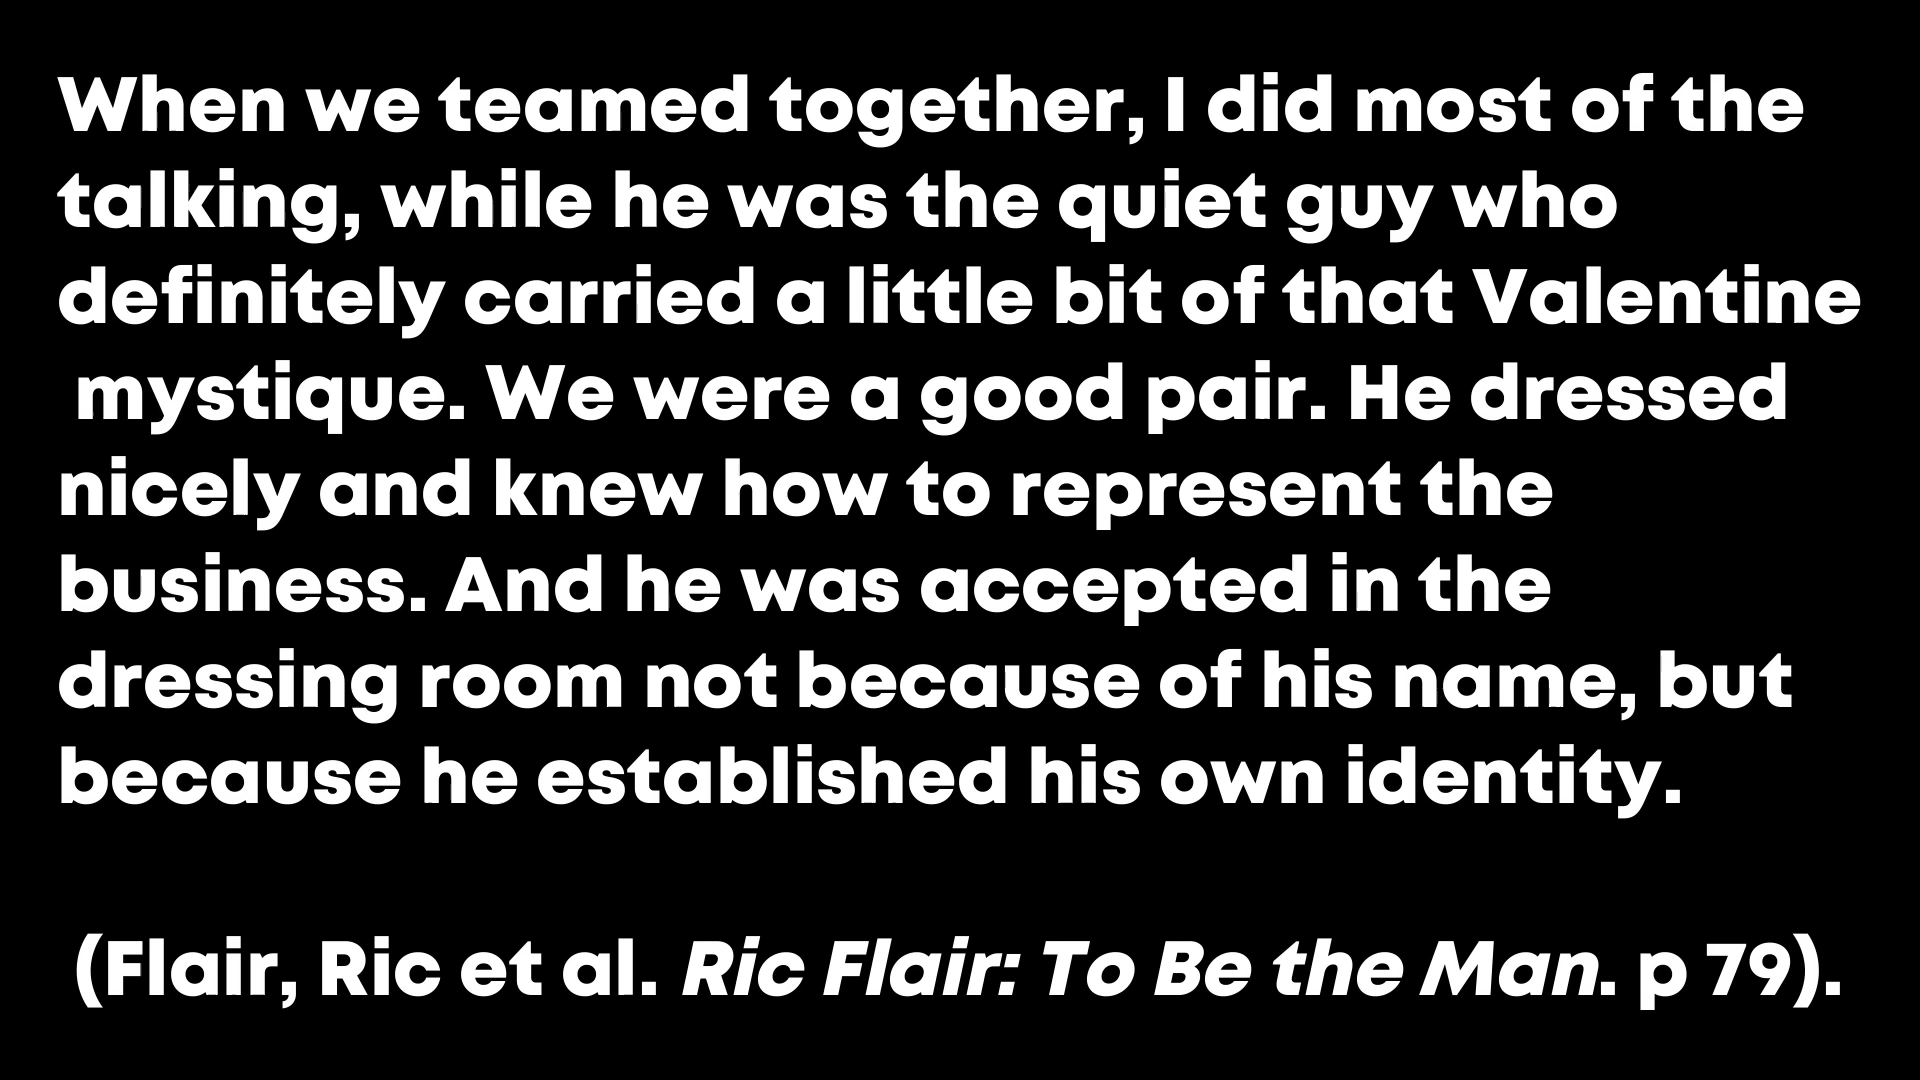 When we teamed together, I did most of the
talking, while he was the quiet guy who
definitely carried a little bit of that Valentine
mystique. We were a good pair. He dressed
nicely and knew how to represent the
business. And he was accepted in the
dressing room not because of his name, but
because he established his own identity.
(Flair, Ric et al. Ric Flair: To Be the Man. p 79).